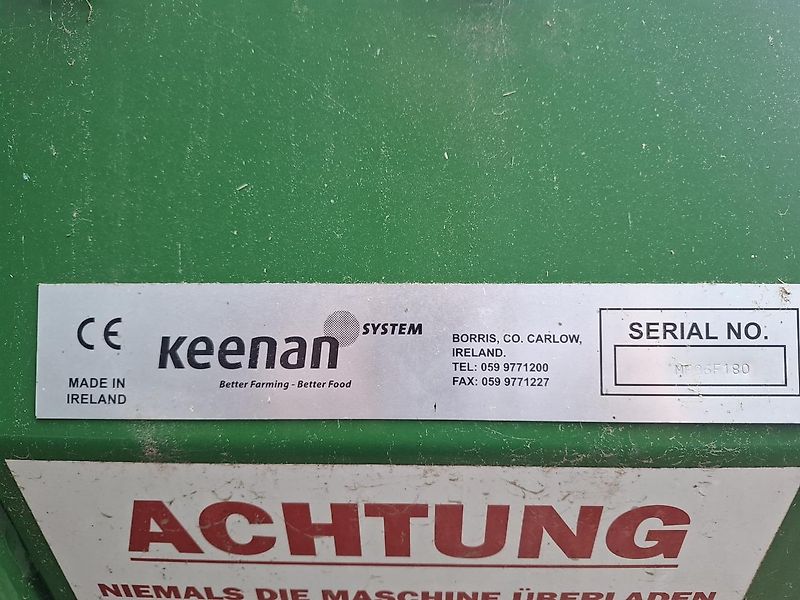 CE
MADE IN
IRELAND
Keenan SYSTEM
Better Farming - Better Food
BORRIS, CO. CARLOW,
IRELAND.
TEL: 059 9771200
FAX: 059 9771227
SERIAL NO.
ACHTUNG
NIEMALS DIE MASCHINE ÜBERLADEN